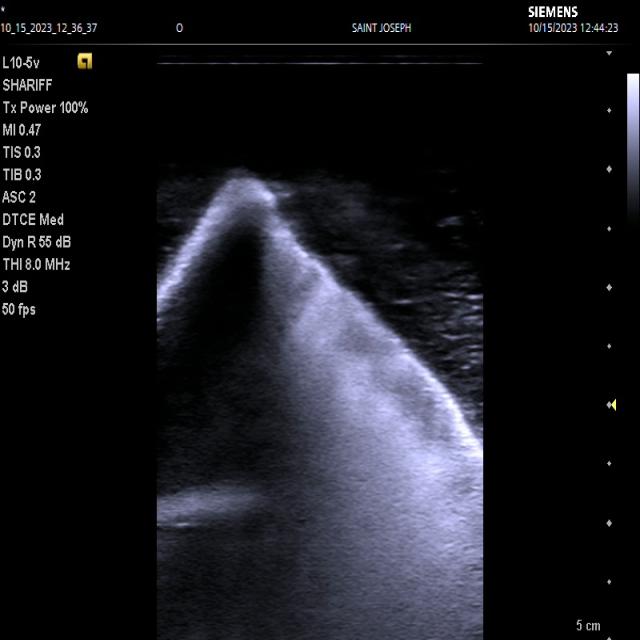 *
SIEMENS
10_15_2023_12_36_37 O SAINT JOSEPH 10/15/2023 12:44:23
L10-5v
SHARIFF
Tx Power 100%
MI 0.47
TIS 0.3
TIB 0.3
ASC 2
DTCE Med
Dyn R 55 dB
THI 8.0 MHz
3 dB
50 fps
5 cm